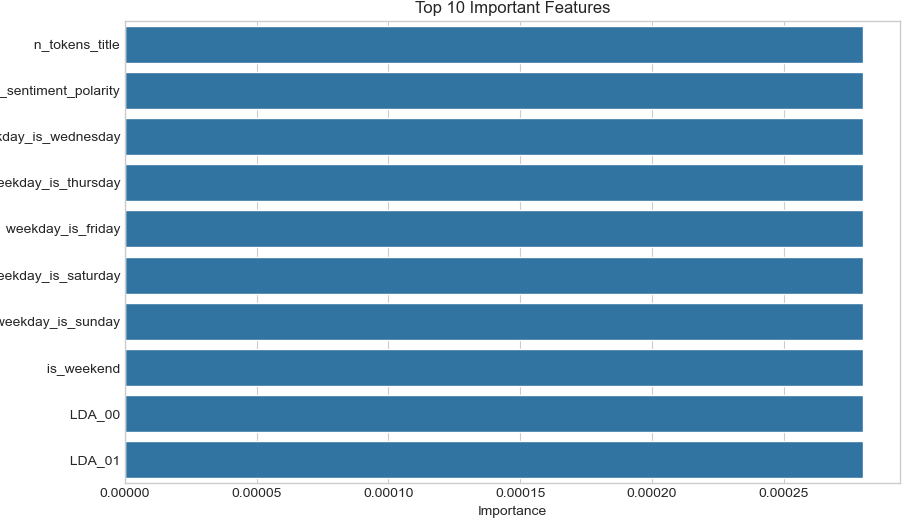 Top 10 Important Features
n_tokens_title
_sentiment_polarity
kday_is_wednesday
eekday_is_thursday
weekday_is_friday
eekday_is_saturday
weekday_is_sunday
is_weekend
LDA_00
LDA_01
0.00000 0.00005 0.00010 0.00015 0.00020 0.00025
Importance